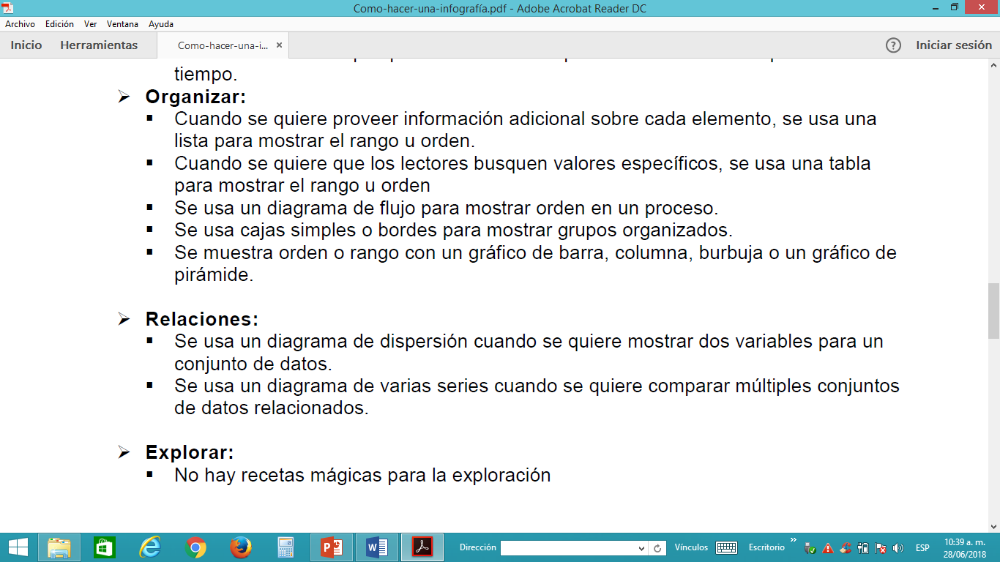 Como-hacer-una-infografía.pdf - Adobe Acrobat Reader DC
Archivo Edición Ver Ventana Ayuda
Inicio Herramientas Como-hacer-una-i... × ? Iniciar sesión
tiempo.
➢ Organizar:
▪ Cuando se quiere proveer información adicional sobre cada elemento, se usa una
lista para mostrar el rango u orden.
▪ Cuando se quiere que los lectores busquen valores específicos, se usa una tabla
para mostrar el rango u orden
▪ Se usa un diagrama de flujo para mostrar orden en un proceso.
▪ Se usa cajas simples o bordes para mostrar grupos organizados.
▪ Se muestra orden o rango con un gráfico de barra, columna, burbuja o un gráfico de
pirámide.
➢ Relaciones:
▪ Se usa un diagrama de dispersión cuando se quiere mostrar dos variables para un
conjunto de datos.
▪ Se usa un diagrama de varias series cuando se quiere comparar múltiples conjuntos
de datos relacionados.
➢ Explorar:
▪ No hay recetas mágicas para la exploración
Dirección Vínculos Escritorio » ESP 10:39 a. m.
28/06/2018